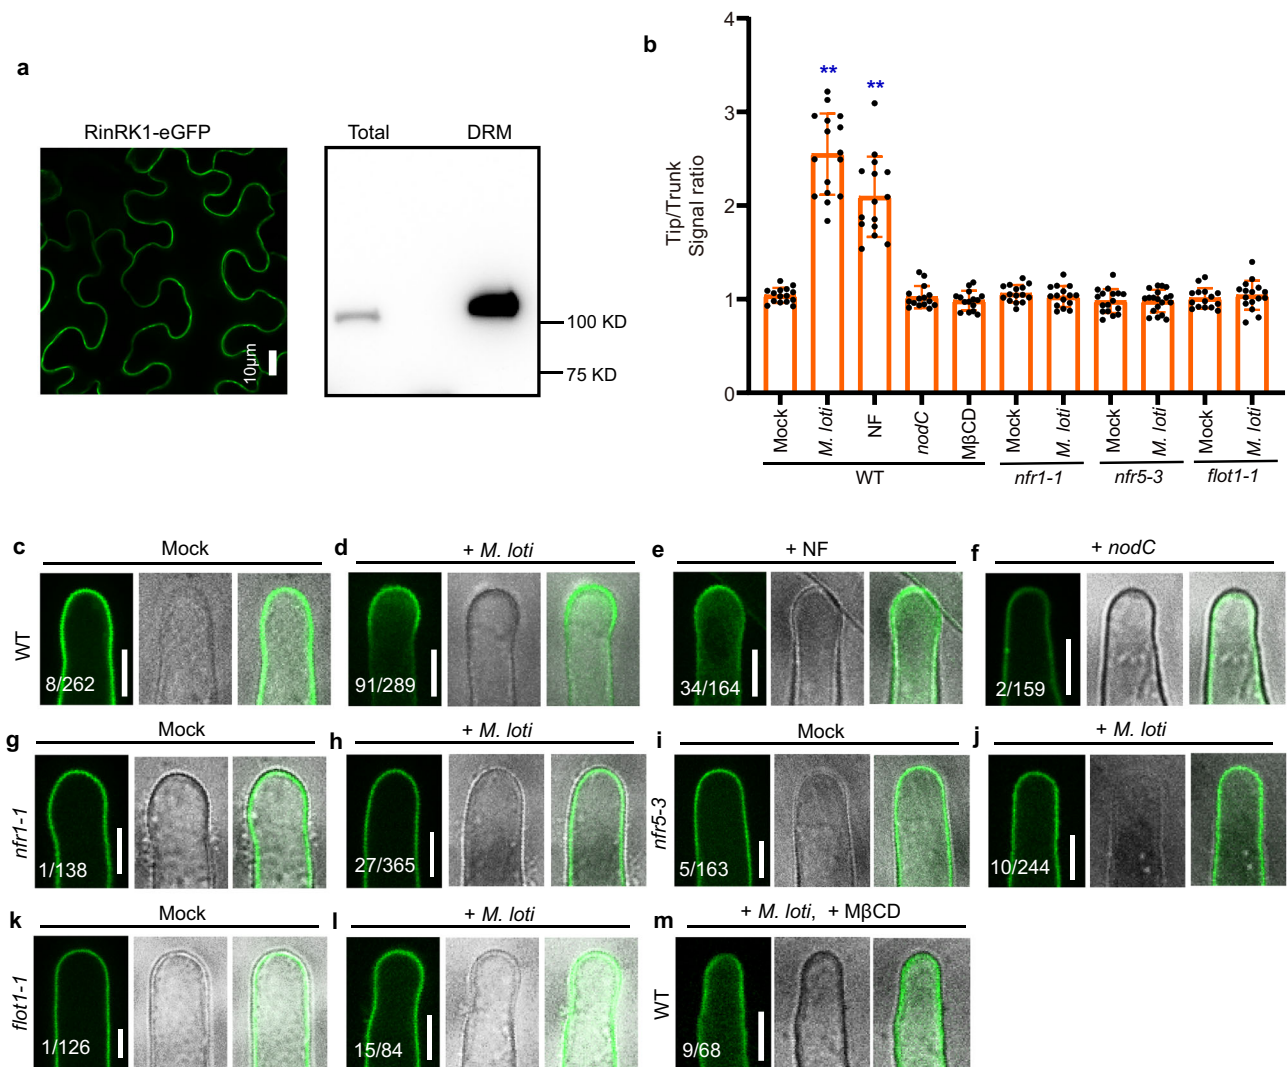 a
RinRK1-eGFP
Total DRM
10μm
100 KD
75 KD
b
Tip/Trunk
Signal ratio
4
3
2
1
0
** **
Mock M. loti NF nodC MβCD Mock M. loti Mock M. loti Mock M. loti
WT nfr1-1 nfr5-3 flot1-1
c Mock d + M. loti e + NF f + nodC
WT
8/262 91/289 34/164 2/159
g Mock h + M. loti i Mock j + M. loti
nfr1-1 nfr5-3
1/138 27/365 5/163 10/244
k Mock l + M. loti m + M. loti, + MβCD
flot1-1 WT
1/126 15/84 9/68